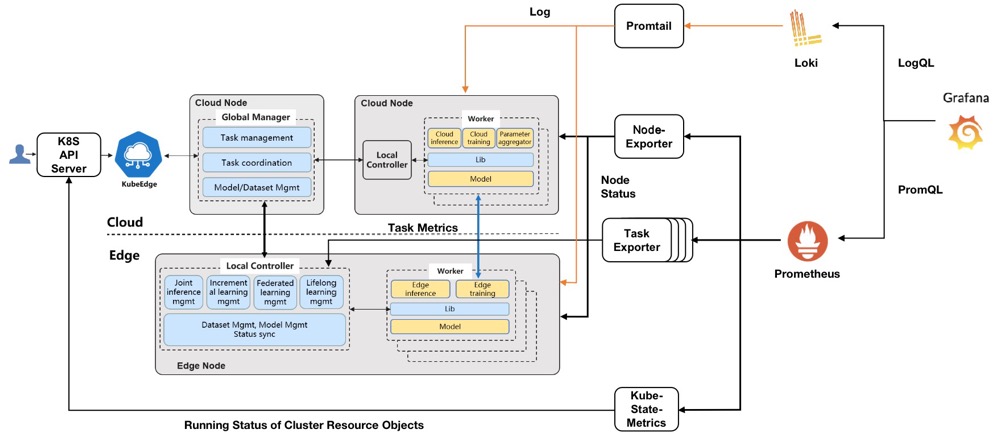 Log
Promtail
Loki
LogQL
Grafana
Cloud Node
Global Manager
Task management
Task coordination
Model/Dataset Mgmt
Cloud Node
Worker
Cloud
inference
Cloud
training
Parameter
aggregator
Lib
Model
Local
Controller
K8S
API
Server
KubeEdge
Node-
Exporter
Node
Status
PromQL
Cloud
Task Metrics
Edge
Task
Exporter
Prometheus
Local Controller
Joint
inference
mgmt
Increment
al learning
mgmt
Federated
learning
mgmt
Lifelong
learning
mgmt
Dataset Mgmt, Model Mgmt
Status sync
Worker
Edge
inference
Edge
training
Lib
Model
Edge Node
Kube-
State-
Metrics
Running Status of Cluster Resource Objects